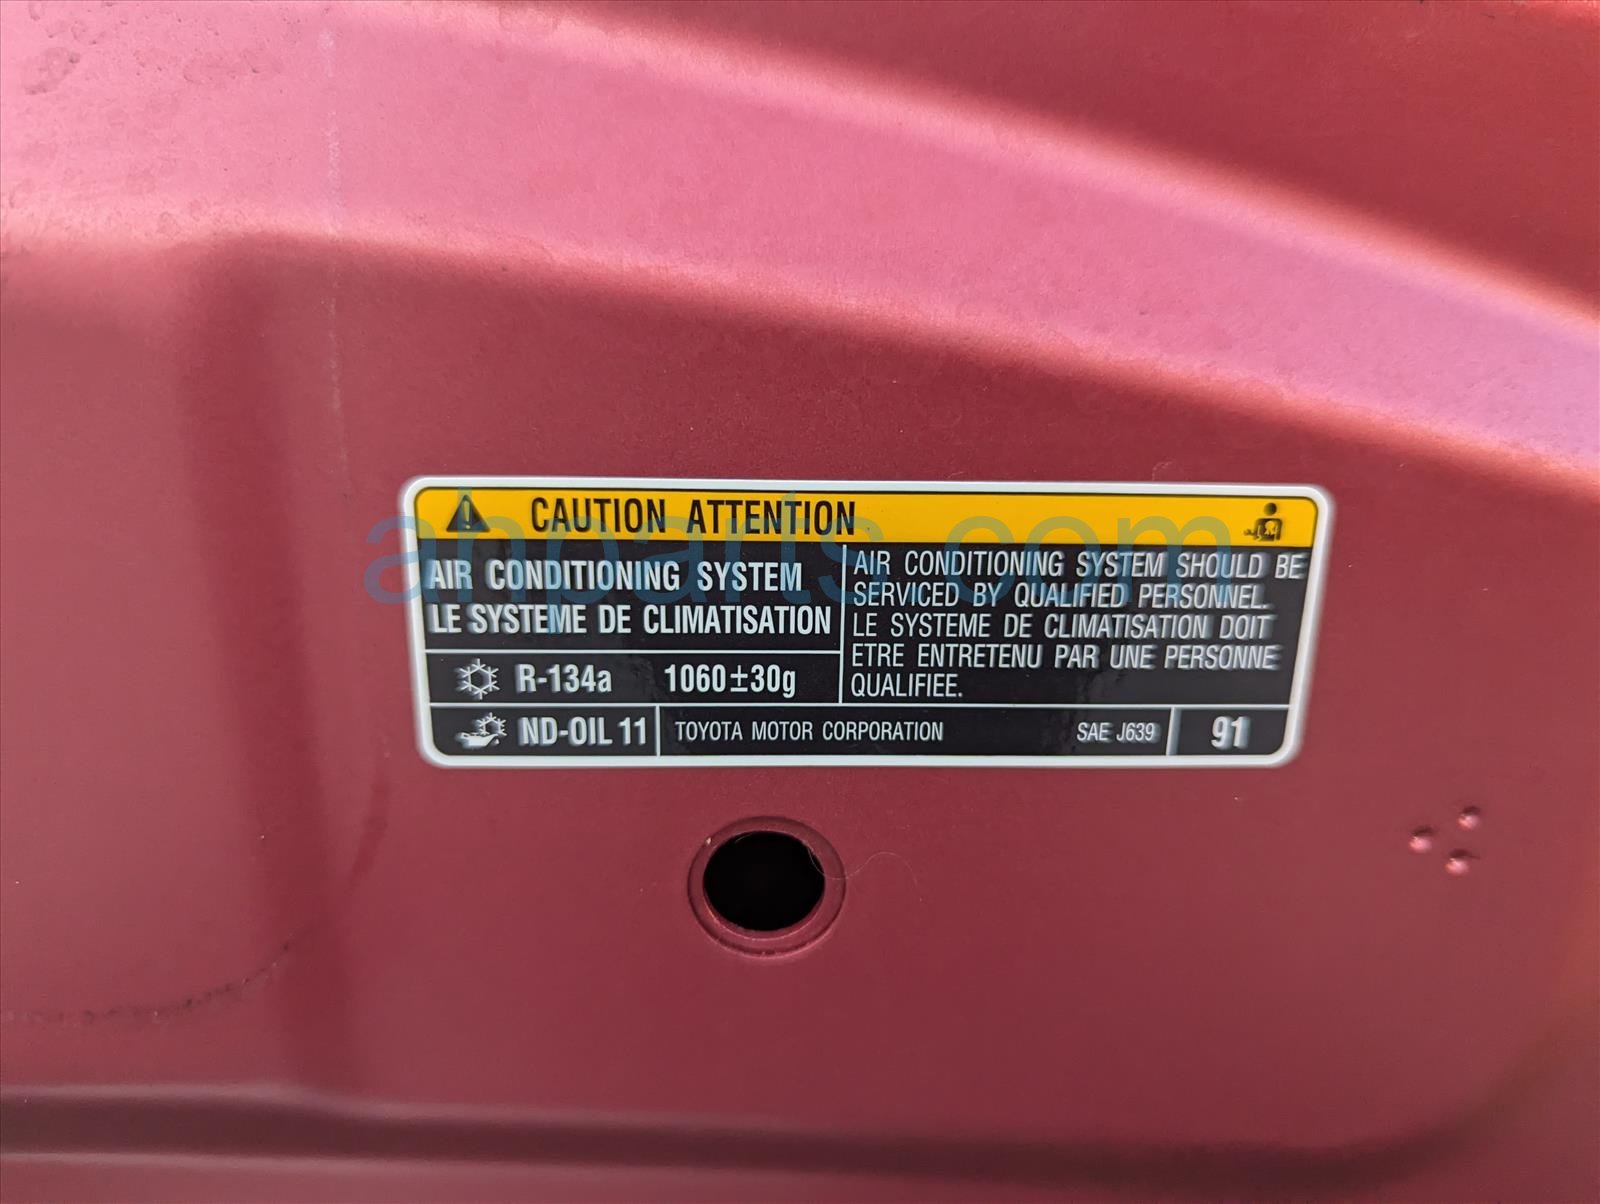 CAUTION ATTENTION
AIR CONDITIONING SYSTEM
LE SYSTEME DE CLIMATISATION
R-134a 1060±30g
AIR CONDITIONING SYSTEM SHOULD BE
SERVICED BY QUALIFIED PERSONNEL.
LE SYSTEME DE CLIMATISATION DOIT
ETRE ENTRETENU PAR UNE PERSONNE
QUALIFIEE.
ND-OIL 11 TOYOTA MOTOR CORPORATION SAE J639 91
ahparts.com